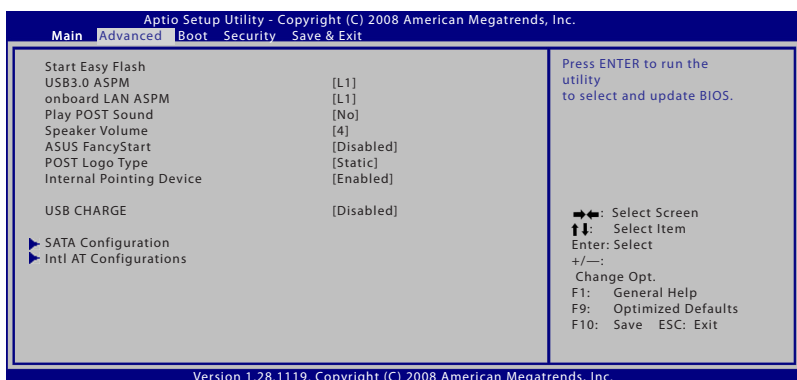 Aptio Setup Utility - Copyright (C) 2008 American Megatrends, Inc.
Main Advanced Boot Security Save & Exit
Start Easy Flash
USB3.0 ASPM [L1]
onboard LAN ASPM [L1]
Play POST Sound [No]
Speaker Volume [4]
ASUS FancyStart [Disabled]
POST Logo Type [Static]
Internal Pointing Device [Enabled]
USB CHARGE [Disabled]
SATA Configuration
Intl AT Configurations
Press ENTER to run the
utility
to select and update BIOS.
➡⬅: Select Screen
⬆⬇: Select Item
Enter: Select
+/—:
Change Opt.
F1: General Help
F9: Optimized Defaults
F10: Save ESC: Exit
Version 1.28.1119. Copyright (C) 2008 American Megatrends, Inc.